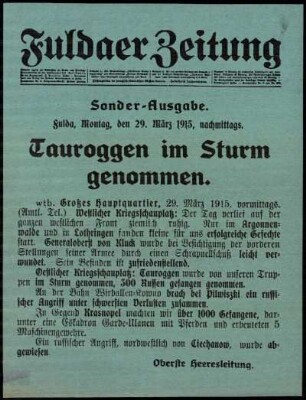 Fuldaer Zeitung
Sonder-Ausgabe.
Fulda, Montag, den 29. März 1915, nachmittags.
Tauroggen im Sturm
genommen.
wtb. Großes Hauptquartier, 29. März 1915, vormittags.
(Amtl. Tel.) Westlicher Kriegsschauplatz: Der Tag verlief auf der
ganzen westlichen Front ziemlich ruhig. Nur im Argonnen-
walde und in Lothringen fanden kleine für uns erfolgreiche Gefechte
statt. Generaloberst von Kluck wurde bei Besichtigung der vorderen
Stellungen seiner Armee durch einen Schrapnellschuß leicht ver-
wundet. Sein Befinden ist zufriedenstellend.
Oestlicher Kriegsschauplatz: Tauroggen wurde von unseren Trup-
pen im Sturm genommen, 300 Russen gefangen genommen.
An der Bahn Wirballen-Kowno brach bei Pilwiszki ein russi-
scher Angriff unter schwersten Verlusten zusammen.
In Gegend Krasnopol machten wir über 1000 Gefangene, dar-
unter eine Eskadron Garde-Ulanen mit Pferden und erbeuteten 5
Maschinengewehre.
Ein russischer Angriff, nordwestlich von Ciechanow, wurde ab-
gewiesen
Oberste Heeresleitung.